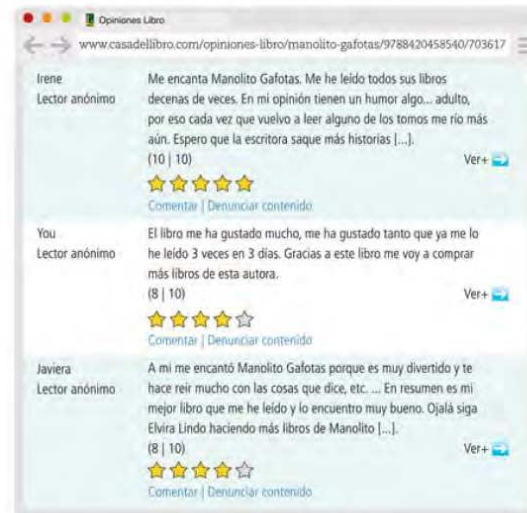 Opiniones Libro
www.casadellibro.com/opiniones-libro/manolito-gafotas/9788420458540/703617
Irene
Lector anónimo
Me encanta Manolito Gafotas. Me he leído todos sus libros
decenas de veces. En mi opinión tienen un humor algo... adulto,
por eso cada vez que vuelvo a leer alguno de los tomos me río más
aún. Espero que la escritora saque más historias [...].
(10 | 10)
Ver+
Comentar | Denunciar contenido
You
Lector anónimo
El libro me ha gustado mucho, me ha gustado tanto que ya me lo
he leído 3 veces en 3 días. Gracias a este libro me voy a comprar
más libros de esta autora.
(8 | 10)
Ver+
Comentar | Denunciar contenido
Javiera
Lector anónimo
A mi me encantó Manolito Gafotas porque es muy divertido y te
hace reir mucho con las cosas que dice, etc. ... En resumen es mi
mejor libro que me he leído y lo encuentro muy bueno. Ojalá siga
Elvira Lindo haciendo más libros de Manolito [...].
(8 | 10)
Ver+
Comentar | Denunciar contenido